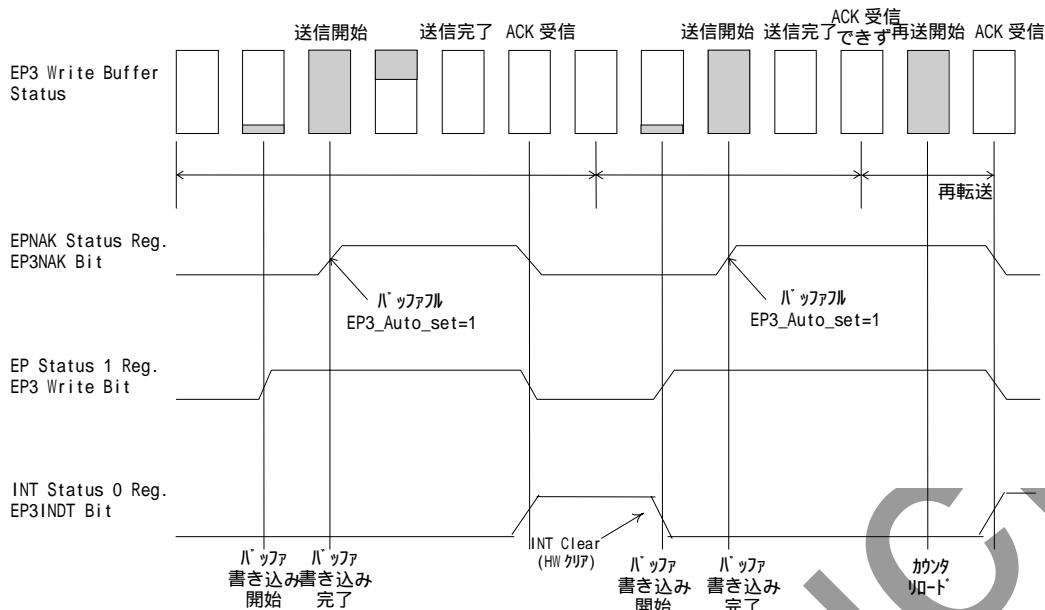 送信開始 送信完了 ACK 受信 送信開始 送信完了 ACK 受信できず 再送開始 ACK 受信
EP3 Write Buffer
Status
再転送
EPNAK Status Reg.
EP3NAK Bit
バッファフル
EP3_Auto_set=1
バッファフル
EP3_Auto_set=1
EP Status 1 Reg.
EP3 Write Bit
INT Status 0 Reg.
EP3INDT Bit
INT Clear
(HW クリア)
バッファ
書き込み
開始
バッファ
書き込み
完了
バッファ
書き込み
開始
バッファ
書き込み
完了
カウンタ
リロード